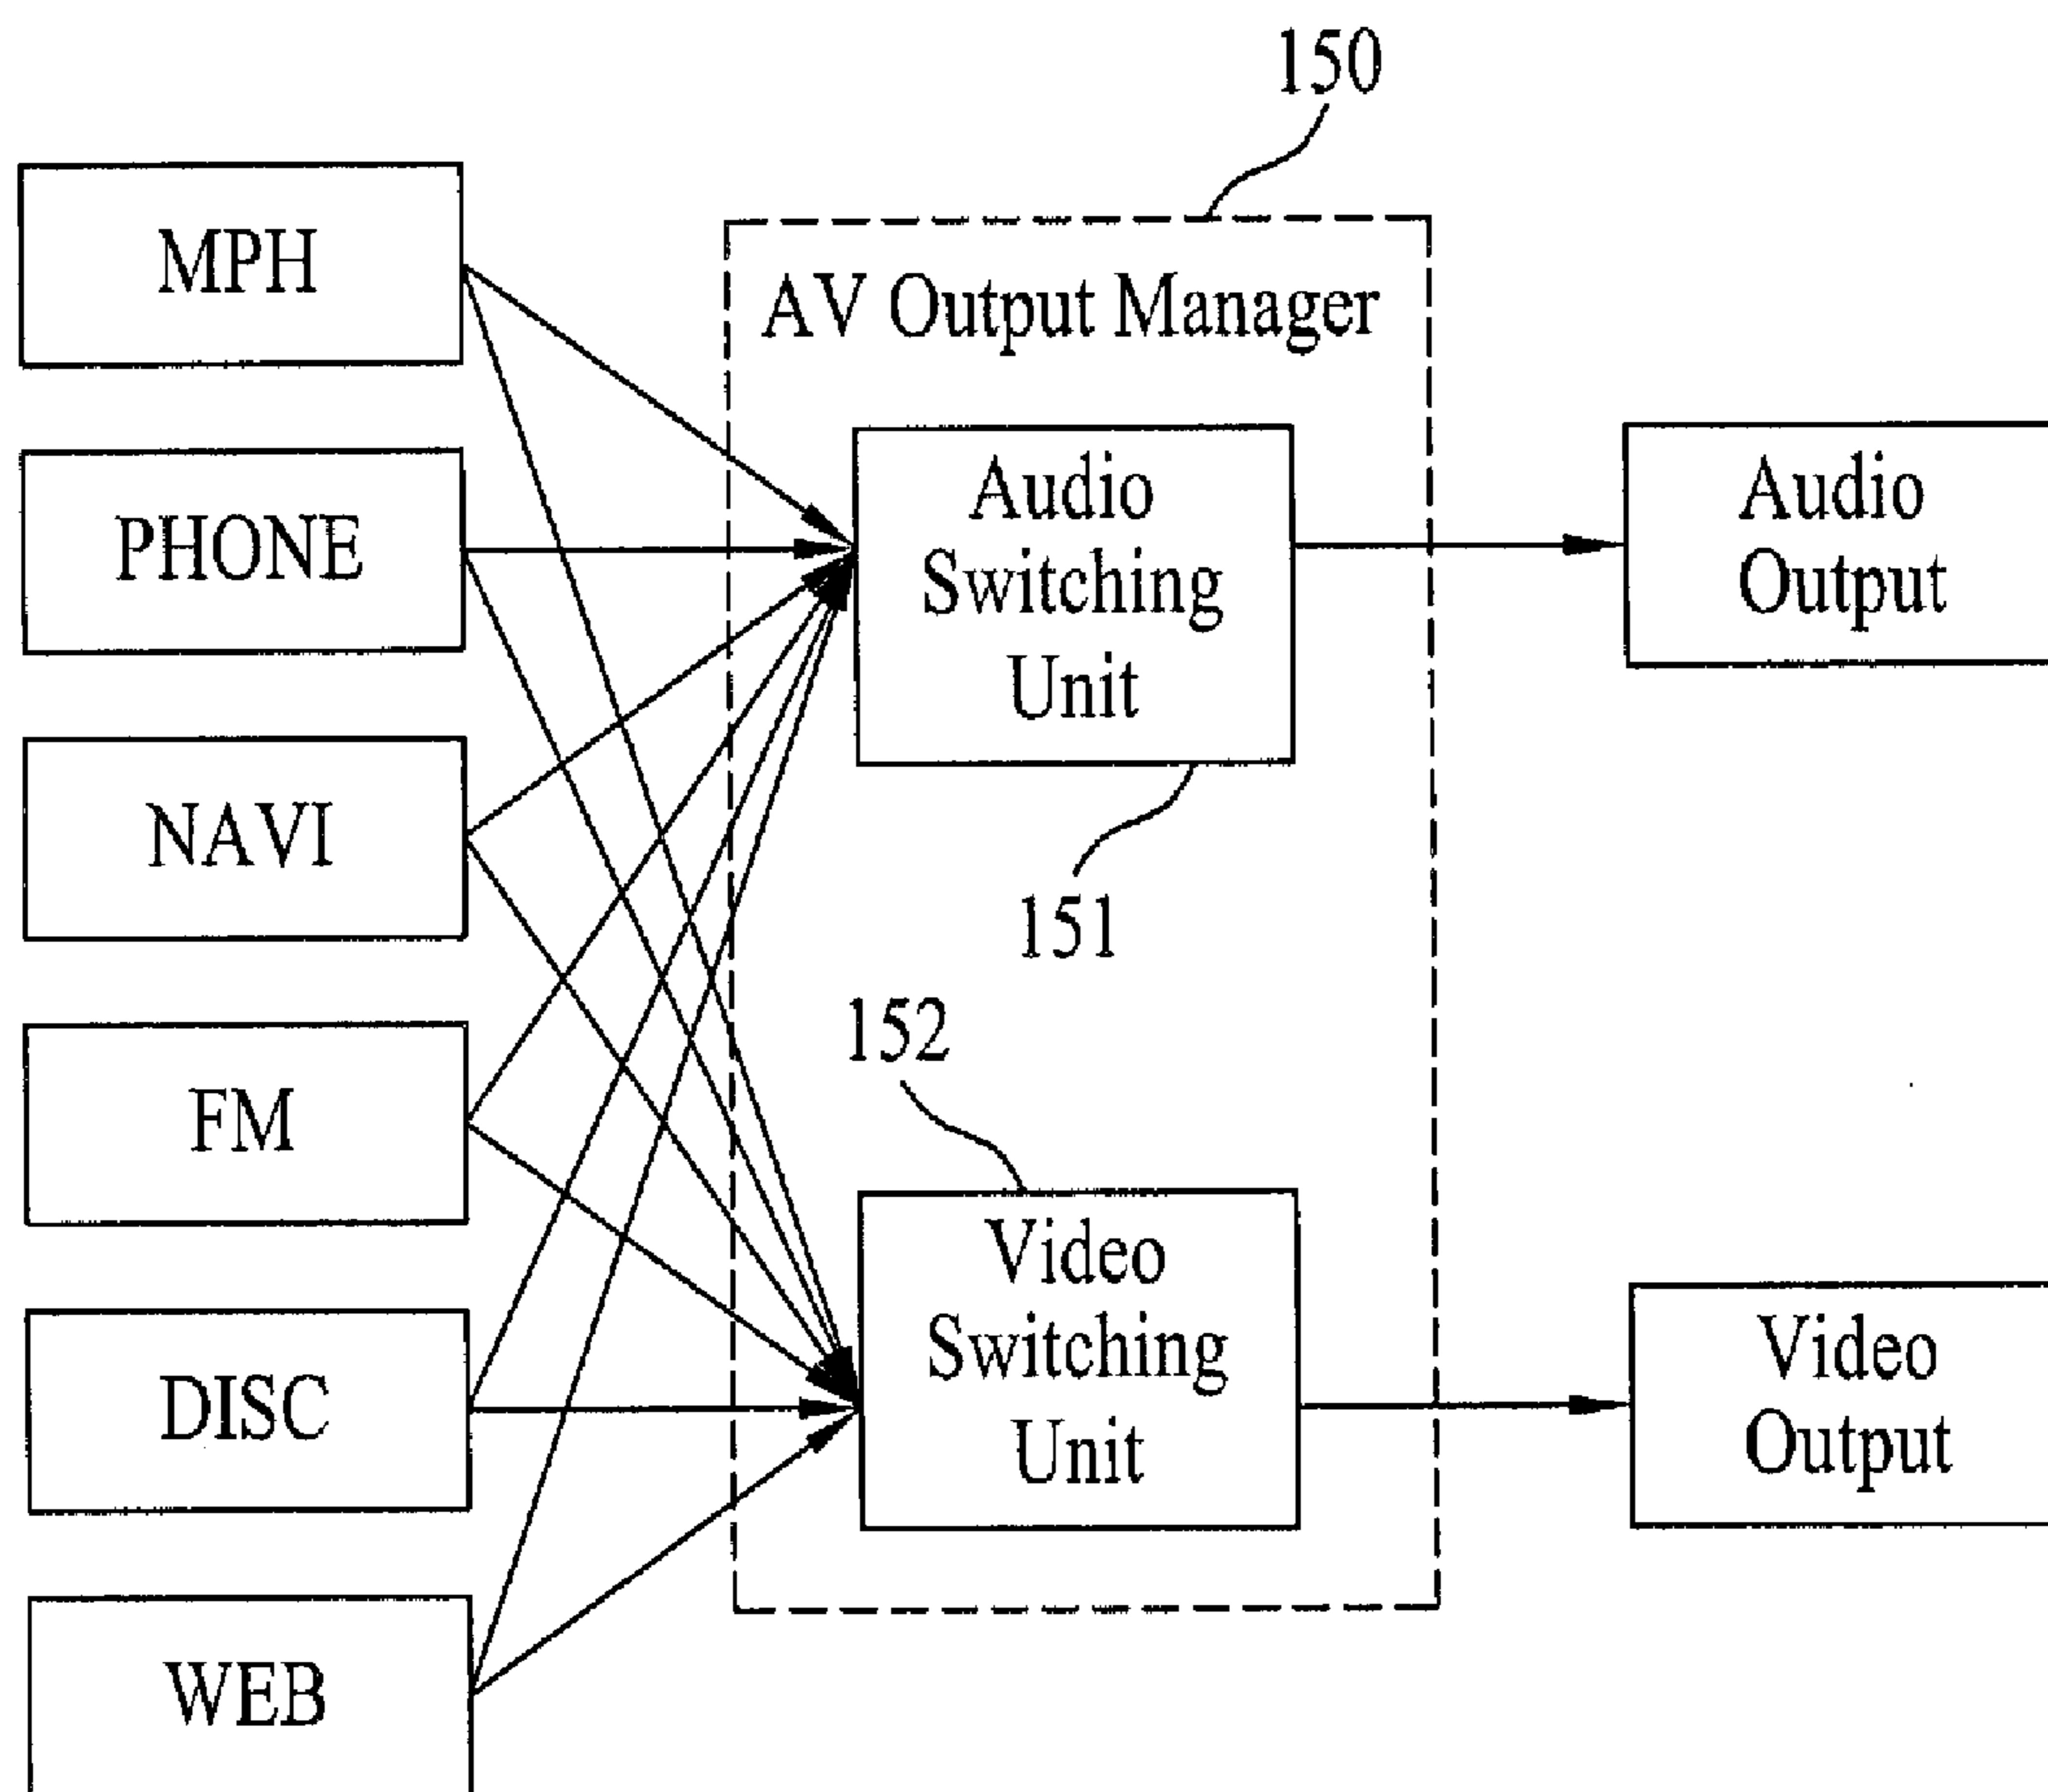 150
MPH
AV Output Manager
PHONE
Audio
Switching
Unit
Audio
Output
NAVI
151
152
FM
Video
Switching
Unit
Video
Output
DISC
WEB